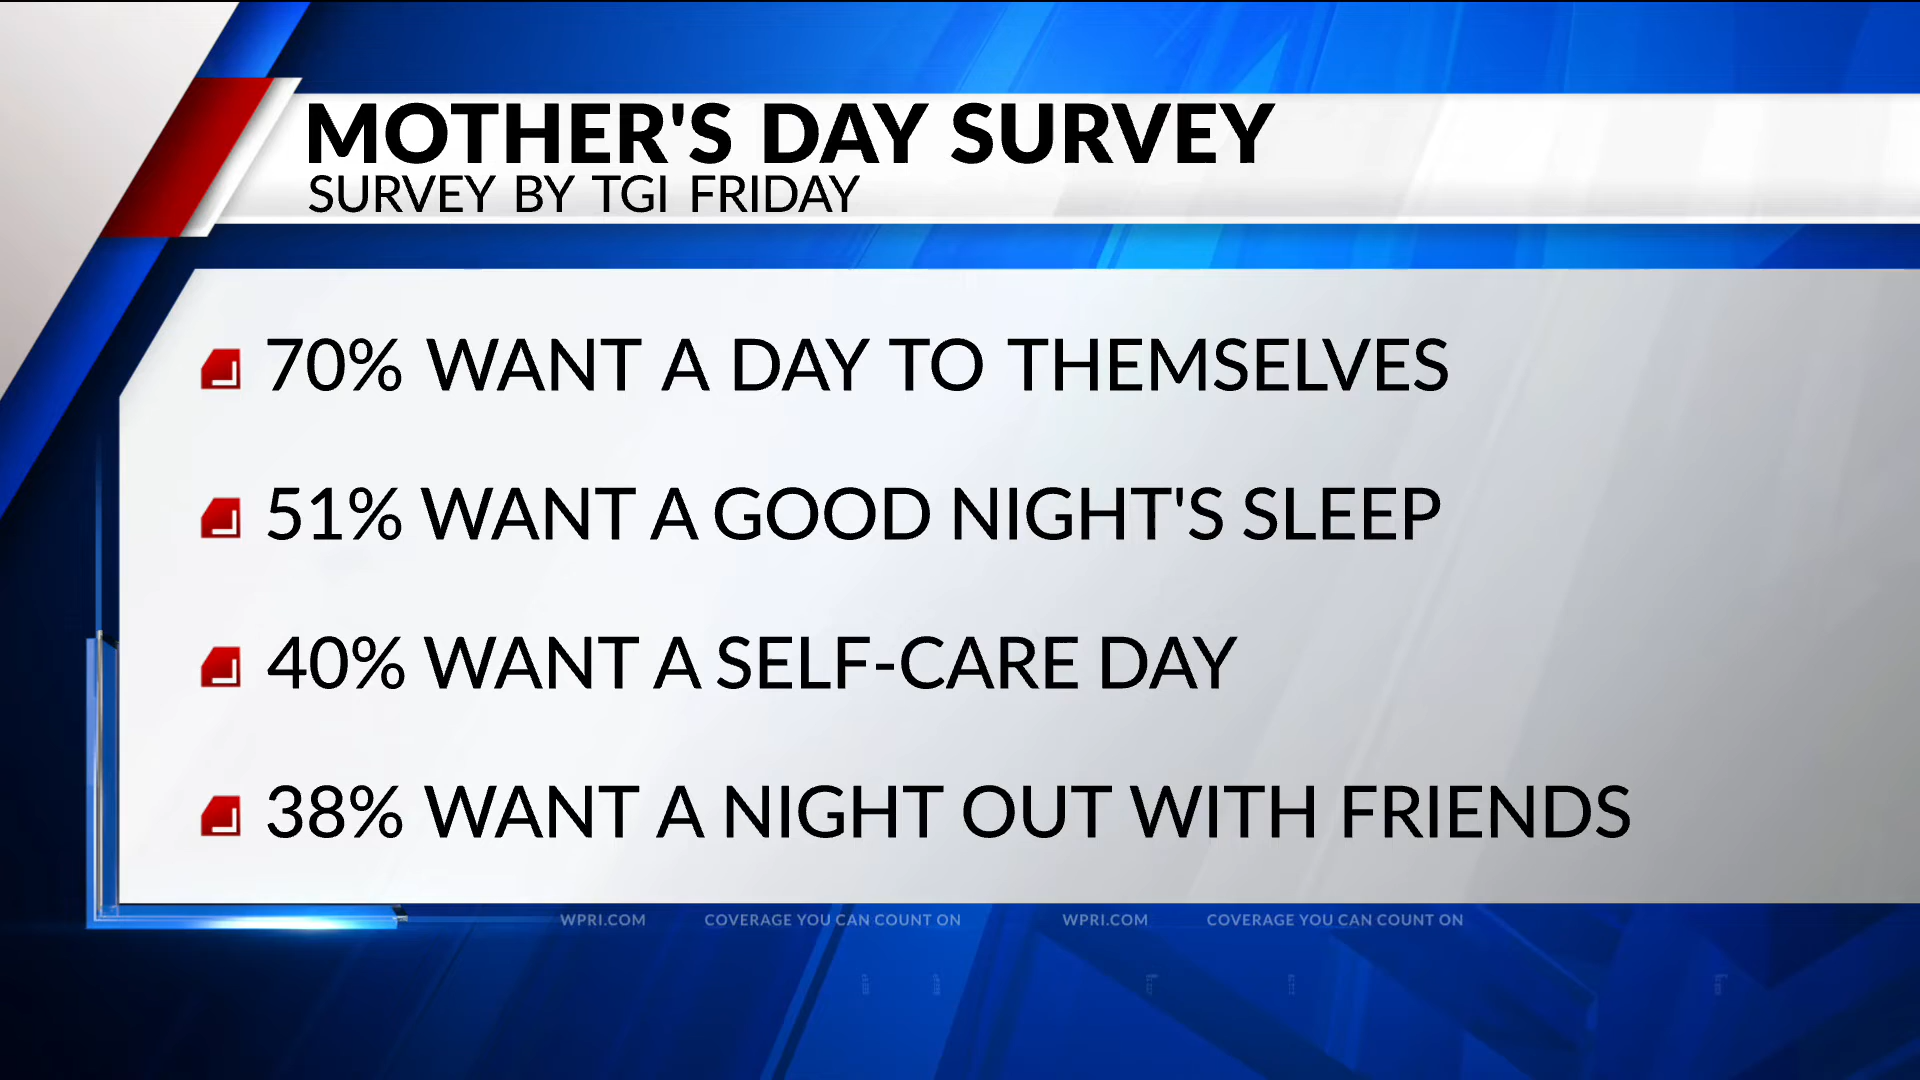 MOTHER'S DAY SURVEY
SURVEY BY TGI FRIDAY
70% WANT A DAY TO THEMSELVES
51% WANT A GOOD NIGHT'S SLEEP
40% WANT A SELF-CARE DAY
38% WANT A NIGHT OUT WITH FRIENDS
WPRI.COM COVERAGE YOU CAN COUNT ON WPRI.COM COVERAGE YOU CAN COUNT ON